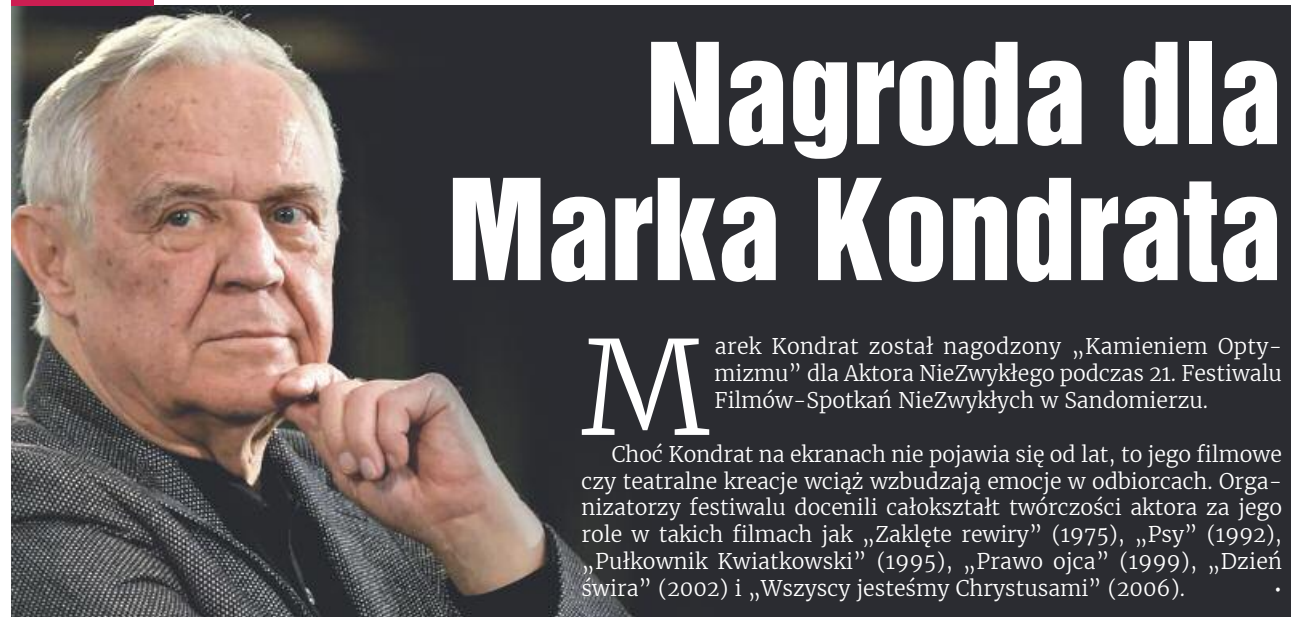 Nagroda dla
Marka Kondrata
Marek Kondrat został nagodzony „Kamieniem Opty-
mizmu” dla Aktora NieZwykłego podczas 21. Festiwalu
Filmów-Spotkań NieZwykłych w Sandomierzu.
Choć Kondrat na ekranach nie pojawia się od lat, to jego filmowe
czy teatralne kreacje wciąż wzbudzają emocje w odbiorcach. Orga-
nizatorzy festiwalu docenili całokształt twórczości aktora za jego
role w takich filmach jak „Zaklęte rewiry” (1975), „Psy” (1992),
„Pułkownik Kwiatkowski” (1995), „Prawo ojca” (1999), „Dzień
świra” (2002) i „Wszyscy jesteśmy Chrystusami” (2006). •